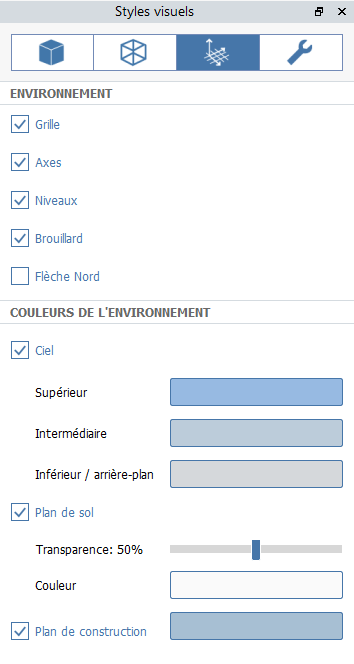 Styles visuels
ENVIRONNEMENT
Grille
Axes
Niveaux
Brouillard
Flèche Nord
COULEURS DE L'ENVIRONNEMENT
Ciel
Supérieur
Intermédiaire
Inférieur / arrière-plan
Plan de sol
Transparence: 50%
Couleur
Plan de construction